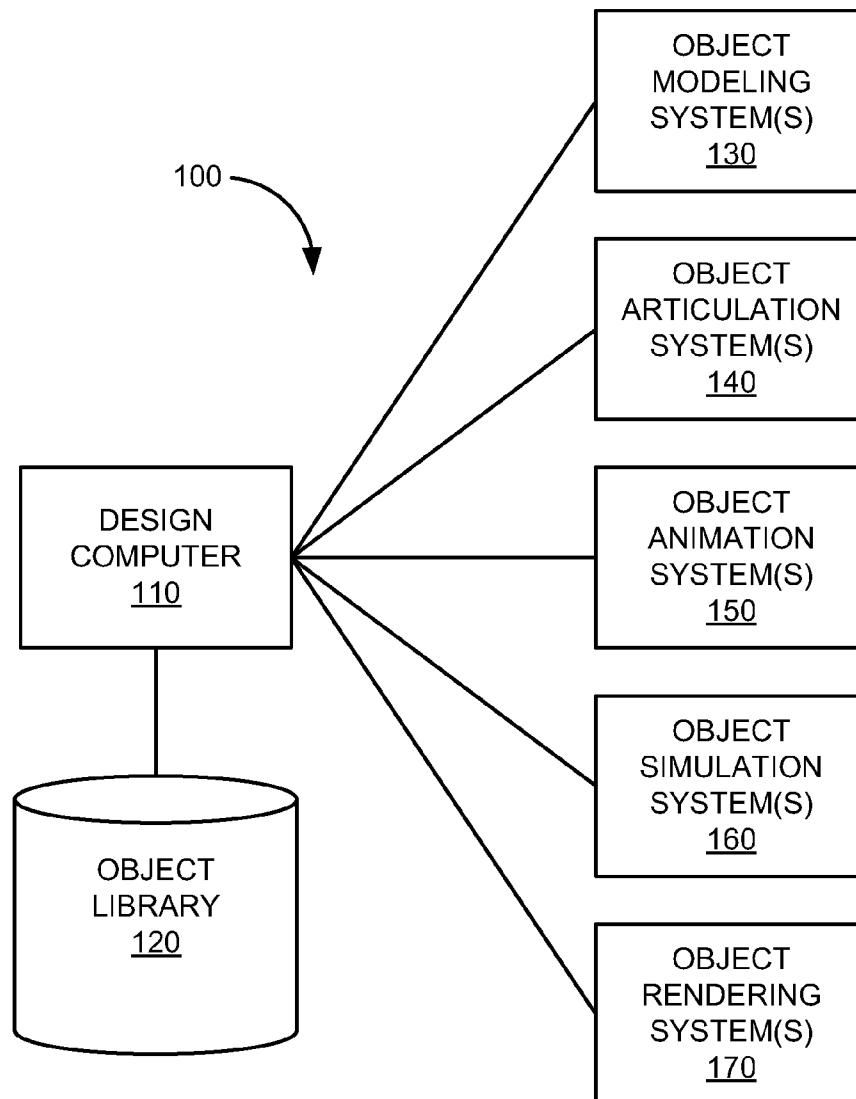 100
DESIGN
COMPUTER
110
OBJECT
LIBRARY
120
OBJECT
MODELING
SYSTEM(S)
130
OBJECT
ARTICULATION
SYSTEM(S)
140
OBJECT
ANIMATION
SYSTEM(S)
150
OBJECT
SIMULATION
SYSTEM(S)
160
OBJECT
RENDERING
SYSTEM(S)
170